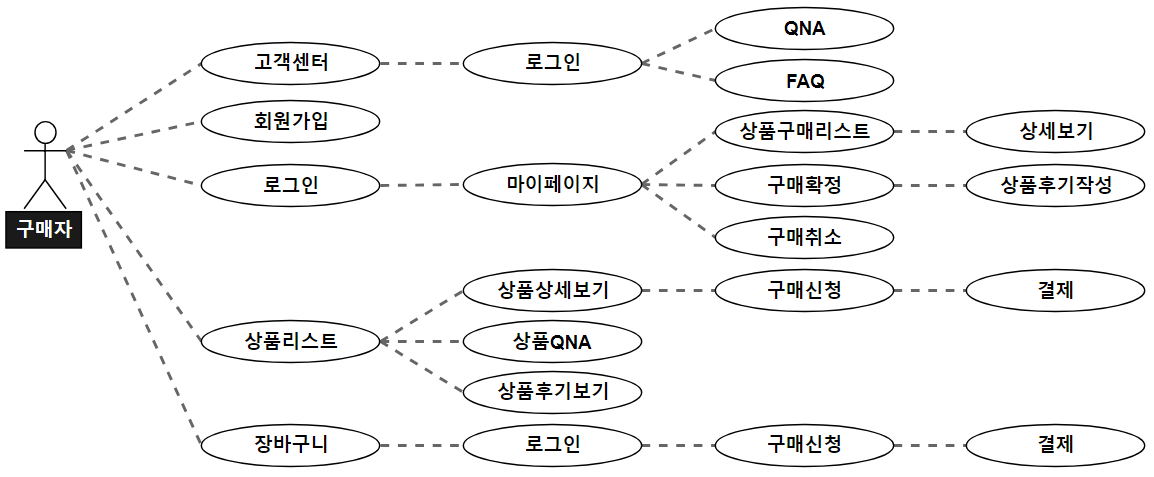 QNA
고객센터
로그인
FAQ
회원가입
상품구매리스트
상세보기
로그인
마이페이지
구매확정
상품후기작성
구매자
구매취소
상품상세보기
구매신청
결제
상품리스트
상품QNA
상품후기보기
장바구니
로그인
구매신청
결제